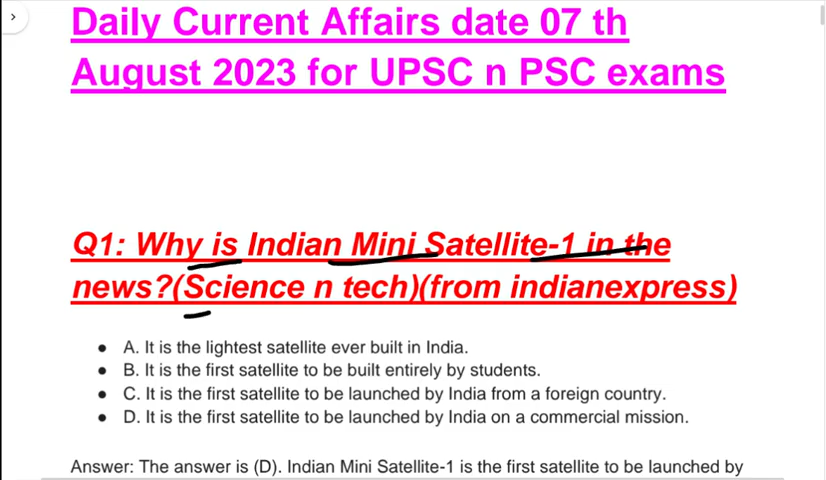 Daily Current Affairs date 07 th
August 2023 for UPSC n PSC exams
Q1: Why is Indian Mini Satellite-1 in the
news?(Science n tech)(from indianexpress)
● A. It is the lightest satellite ever built in India.
● B. It is the first satellite to be built entirely by students.
● C. It is the first satellite to be launched by India from a foreign country.
● D. It is the first satellite to be launched by India on a commercial mission.
Answer: The answer is (D). Indian Mini Satellite-1 is the first satellite to be launched by